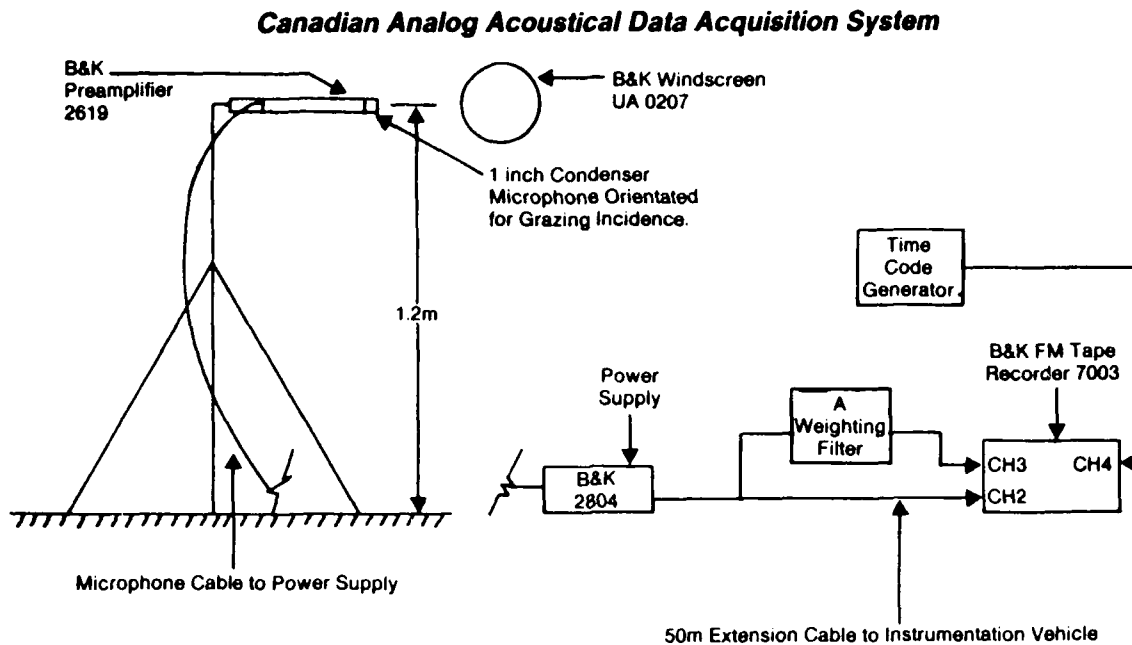 Canadian Analog Acoustical Data Acquisition System
B&K
Preamplifier
2619
B&K Windscreen
UA 0207
1 inch Condenser
Microphone Orientated
for Grazing Incidence.
1.2m
Time
Code
Generator
B&K FM Tape
Recorder 7003
Power
Supply
A
Weighting
Filter
CH3
CH4
CH2
B&K
2804
Microphone Cable to Power Supply
50m Extension Cable to Instrumentation Vehicle